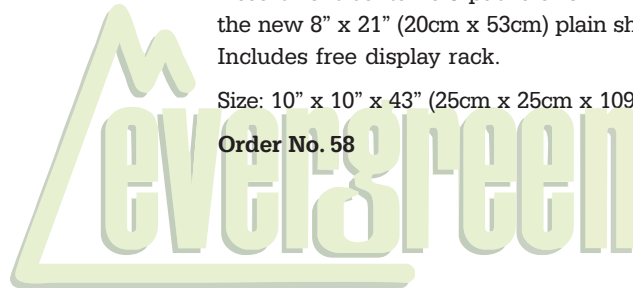 the new 8” x 21” (20cm x 53cm) plain sh
Includes free display rack.
Size: 10” x 10” x 43” (25cm x 25cm x 109
Order No. 58
evergreen